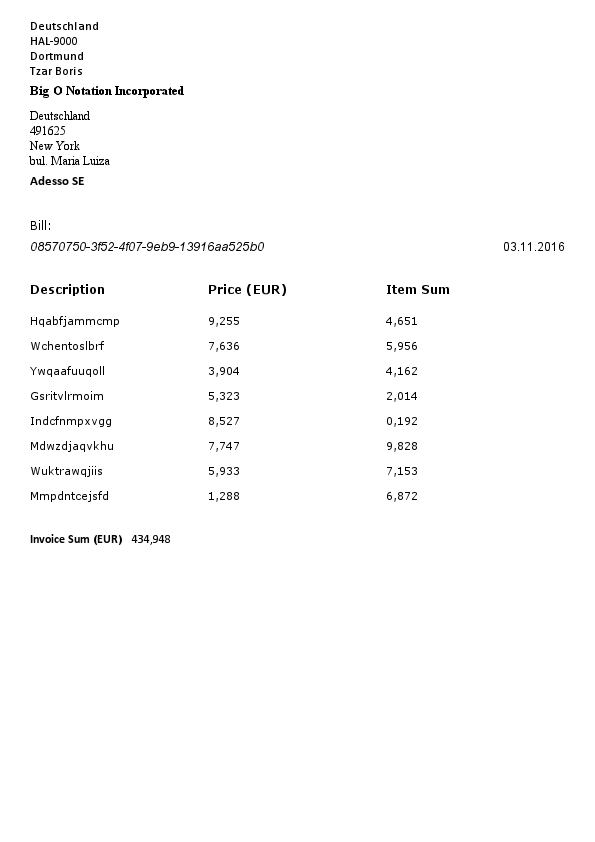 Deutschland
HAL-9000
Dortmund
Tzar Boris
Big O Notation Incorporated
Deutschland
491625
New York
bul. Maria Luiza
Adesso SE
Bill:
08570750-3f52-4f07-9eb9-13916aa525b0 03.11.2016
Description Price (EUR) Item Sum
Hqabfjammcmp 9,255 4,651
Wchentoslbrf 7,636 5,956
Ywqaafuuqoll 3,904 4,162
Gsritvlrmoim 5,323 2,014
Indcfnmpxvgg 8,527 0,192
Mdwzdjaqvkhu 7,747 9,828
Wuktrawqjiis 5,933 7,153
Mmpdntcejsfd 1,288 6,872
Invoice Sum (EUR) 434,948